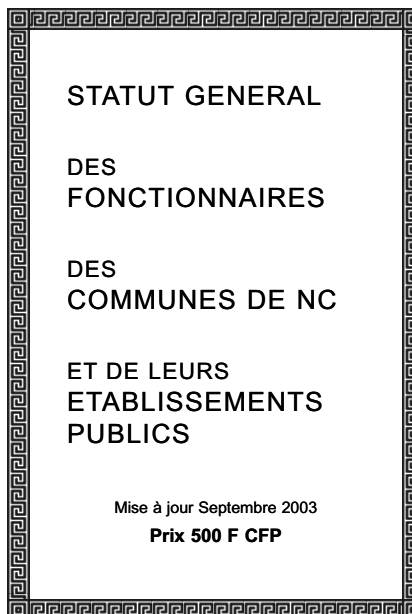 STATUT GENERAL
DES
FONCTIONNAIRES
DES
COMMUNES DE NC
ET DE LEURS
ETABLISSEMENTS
PUBLICS
Mise à jour Septembre 2003
Prix 500 F CFP